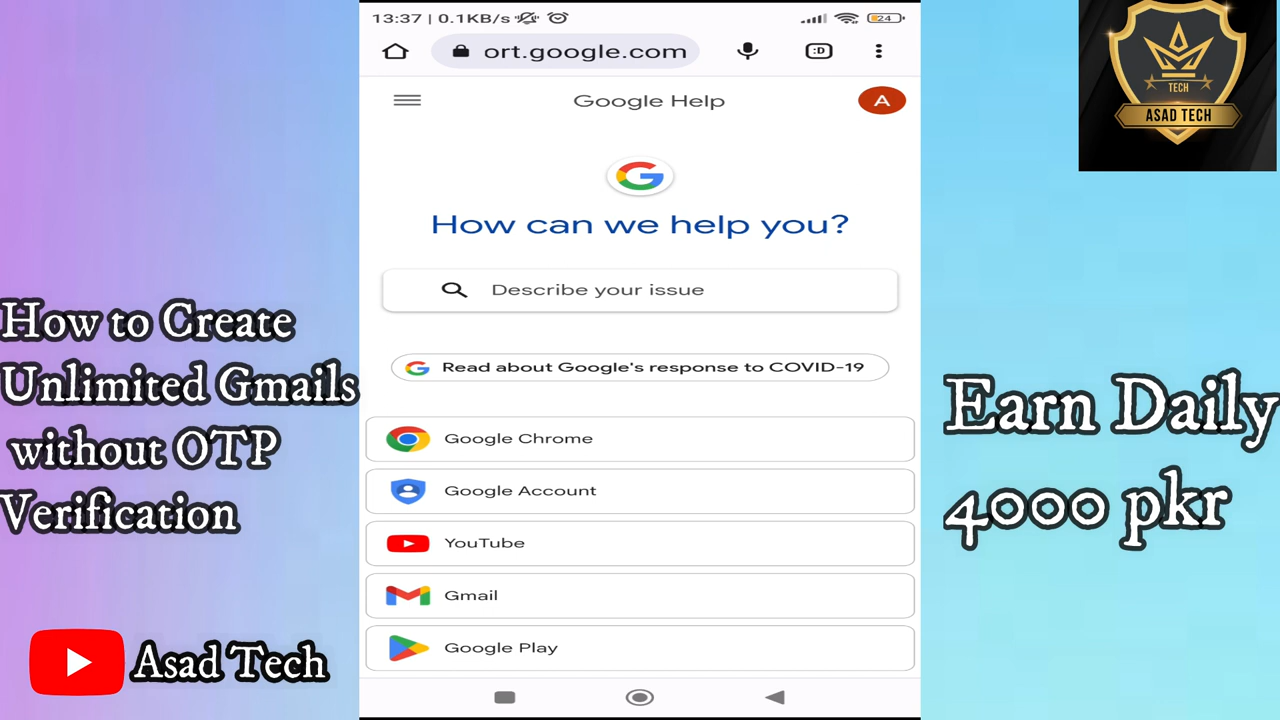 13:37 | 0.1KB/s
24
ort.google.com
:D
Google Help
A
How can we help you?
Describe your issue
Read about Google's response to COVID-19
Google Chrome
Google Account
YouTube
Gmail
Google Play
How to Create
Unlimited Gmails
without OTP
Verification
Asad Tech
TECH
ASAD TECH
Earn Daily
4000 pkr